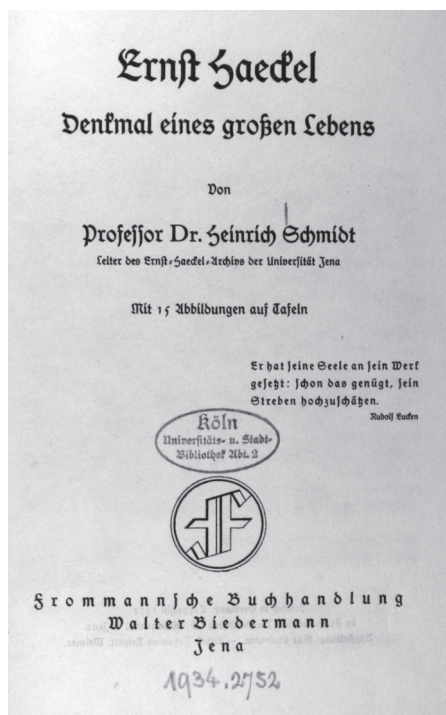 Ernst Haeckel
Denkmal eines großen Lebens
Von
Professor Dr. Heinrich Schmidt
Leiter des Ernst-Haeckel-Archivs der Universität Jena
Mit 15 Abbildungen auf Tafeln
Er hat seine Seele an sein Werk
gesetzt: schon das genügt, sein
Streben hochzuschätzen.
Rudolf Eucken
Köln
Universitäts- u. Stadt-
Bibliothek Abt. 2
Frommannsche Buchhandlung
Walter Biedermann
Jena
1934.2752